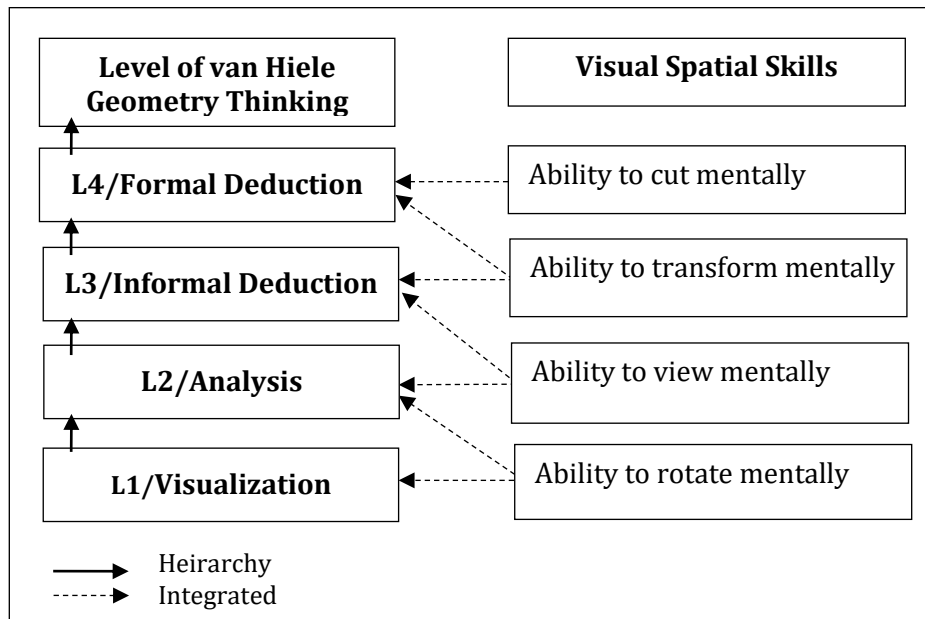 Level of van Hiele
Geometry Thinking
Visual Spatial Skills
L4/Formal Deduction
Ability to cut mentally
L3/Informal Deduction
Ability to transform mentally
L2/Analysis
Ability to view mentally
L1/Visualization
Ability to rotate mentally
Heirarchy
Integrated